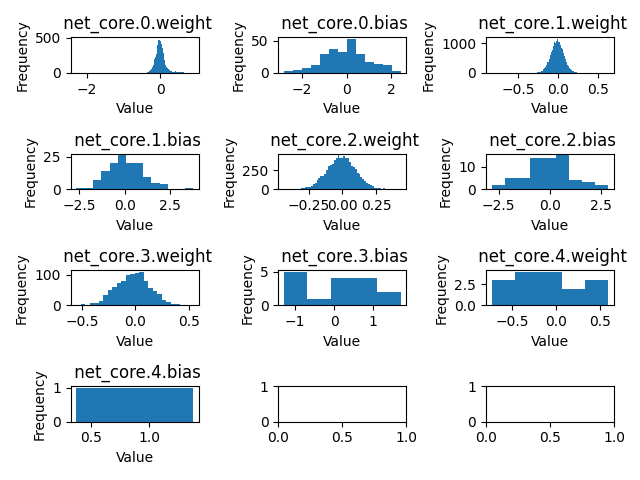 net_core.0.weight
net_core.0.bias
net_core.1.weight
Frequency
500
0
−2
0
Value
Frequency
50
0
−2
0
2
Value
Frequency
1000
0
−0.5
0.0
0.5
Value
net_core.1.bias
net_core.2.weight
net_core.2.bias
Frequency
25
0
−2.5
0.0
2.5
Value
Frequency
250
0
−0.25
0.00
0.25
Value
Frequency
10
0
−2.5
0.0
2.5
Value
net_core.3.weight
net_core.3.bias
net_core.4.weight
Frequency
100
0
−0.5
0.0
0.5
Value
Frequency
5
0
−1
0
1
Value
Frequency
2.5
0.0
−0.5
0.0
0.5
Value
net_core.4.bias
Frequency
1
0
0.5
1.0
Value
1
0
0.0
0.5
1.0
1
0
0.0
0.5
1.0